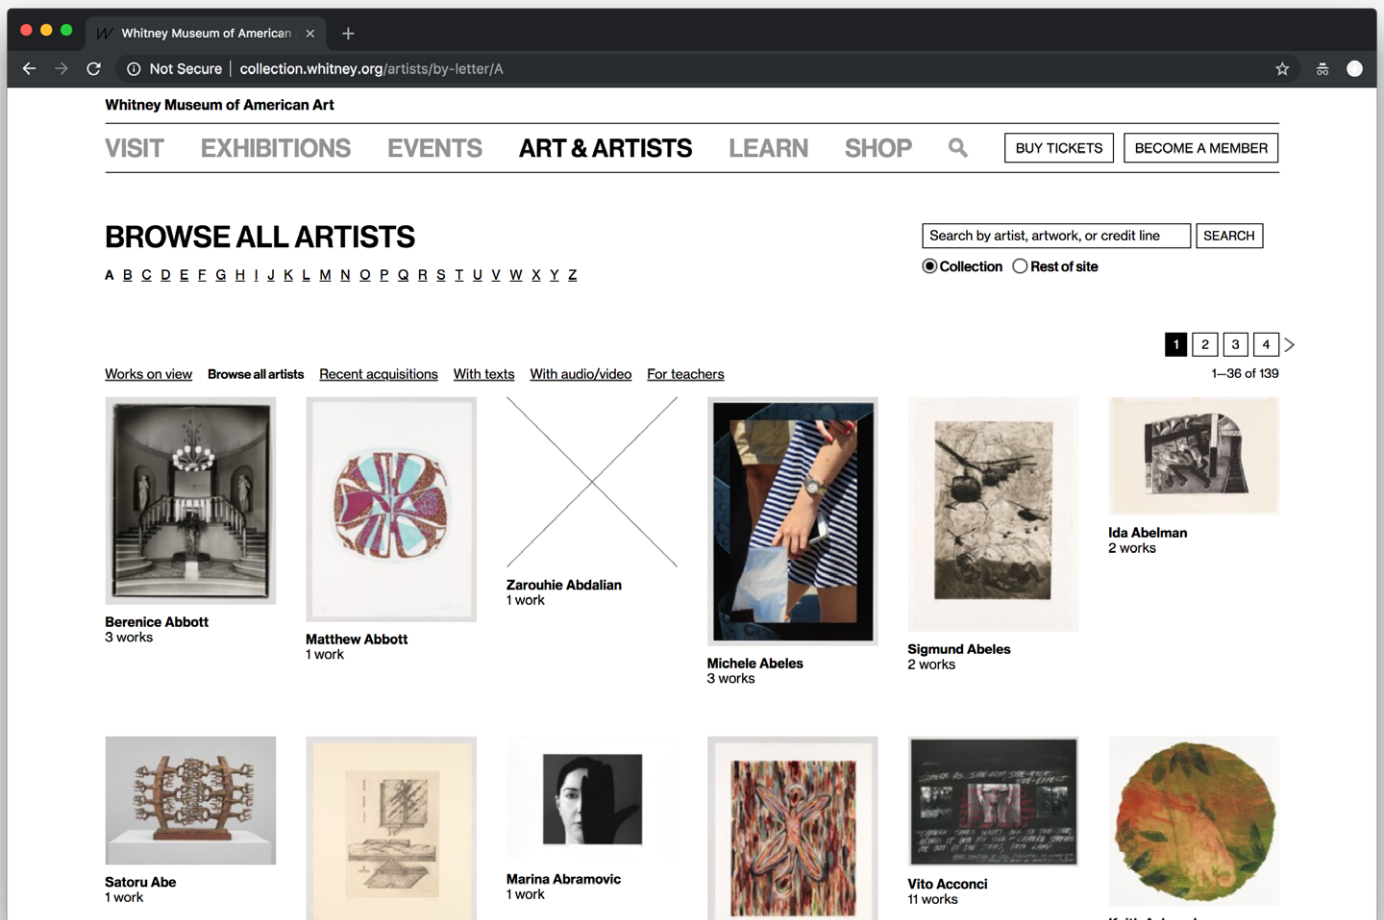 Whitney Museum of American
Not Secure | collection.whitney.org/artists/by-letter/A
Whitney Museum of American Art
VISIT EXHIBITIONS EVENTS ART & ARTISTS LEARN SHOP BUY TICKETS BECOME A MEMBER
BROWSE ALL ARTISTS
Search by artist, artwork, or credit line SEARCH
A B C D E F G H I J K L M N O P Q R S T U V W X Y Z
Collection Rest of site
1 2 3 4
Works on view Browse all artists Recent acquisitions With texts With audio/video For teachers
1–36 of 139
Berenice Abbott
3 works
Matthew Abbott
1 work
Zarouhie Abdalian
1 work
Michele Abeles
3 works
Sigmund Abeles
2 works
Ida Abelman
2 works
Satoru Abe
1 work
Marina Abramovic
1 work
Vito Acconci
11 works